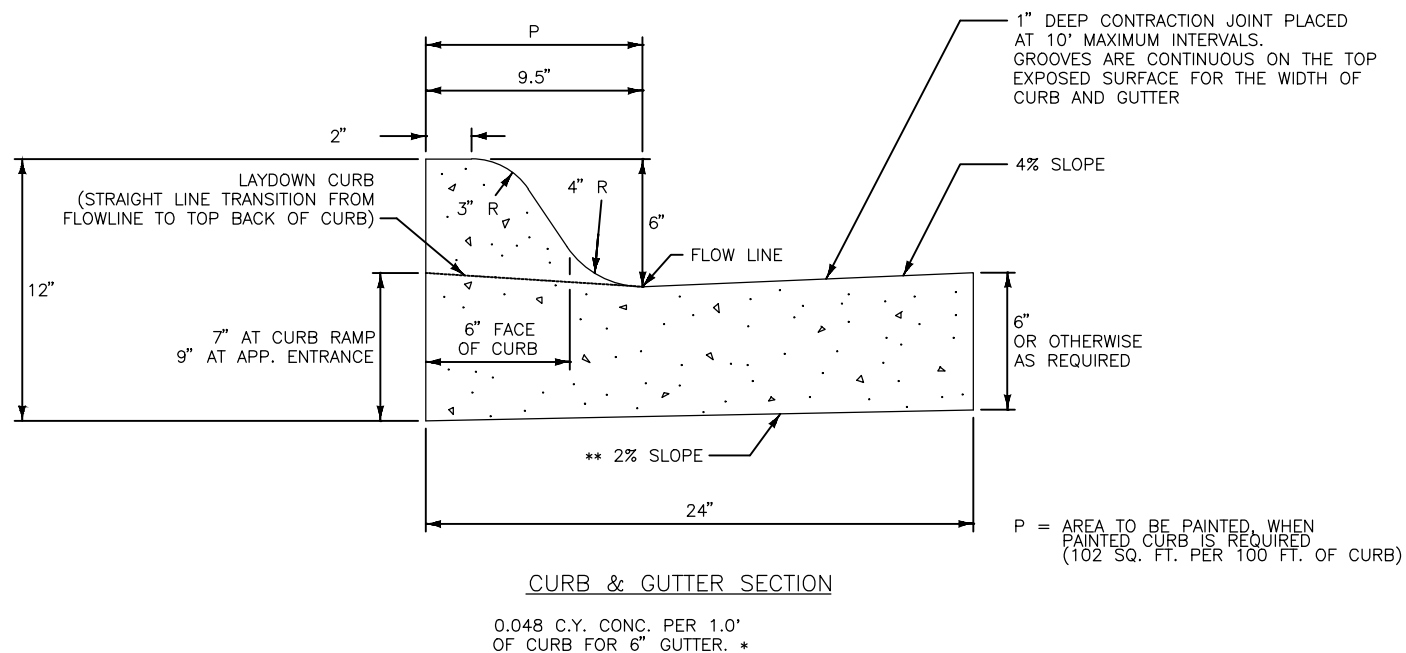 P
9.5”
2”
1” DEEP CONTRACTION JOINT PLACED
AT 10’ MAXIMUM INTERVALS.
GROOVES ARE CONTINUOUS ON THE TOP
EXPOSED SURFACE FOR THE WIDTH OF
CURB AND GUTTER
4% SLOPE
LAYDOWN CURB
(STRAIGHT LINE TRANSITION FROM
FLOWLINE TO TOP BACK OF CURB)
3” R
4” R
6”
FLOW LINE
12”
7” AT CURB RAMP
9” AT APP. ENTRANCE
6” FACE
OF CURB
6”
OR OTHERWISE
AS REQUIRED
** 2% SLOPE
24”
P = AREA TO BE PAINTED, WHEN
PAINTED CURB IS REQUIRED
(102 SQ. FT. PER 100 FT. OF CURB)
CURB & GUTTER SECTION
0.048 C.Y. CONC. PER 1.0’
OF CURB FOR 6” GUTTER. *